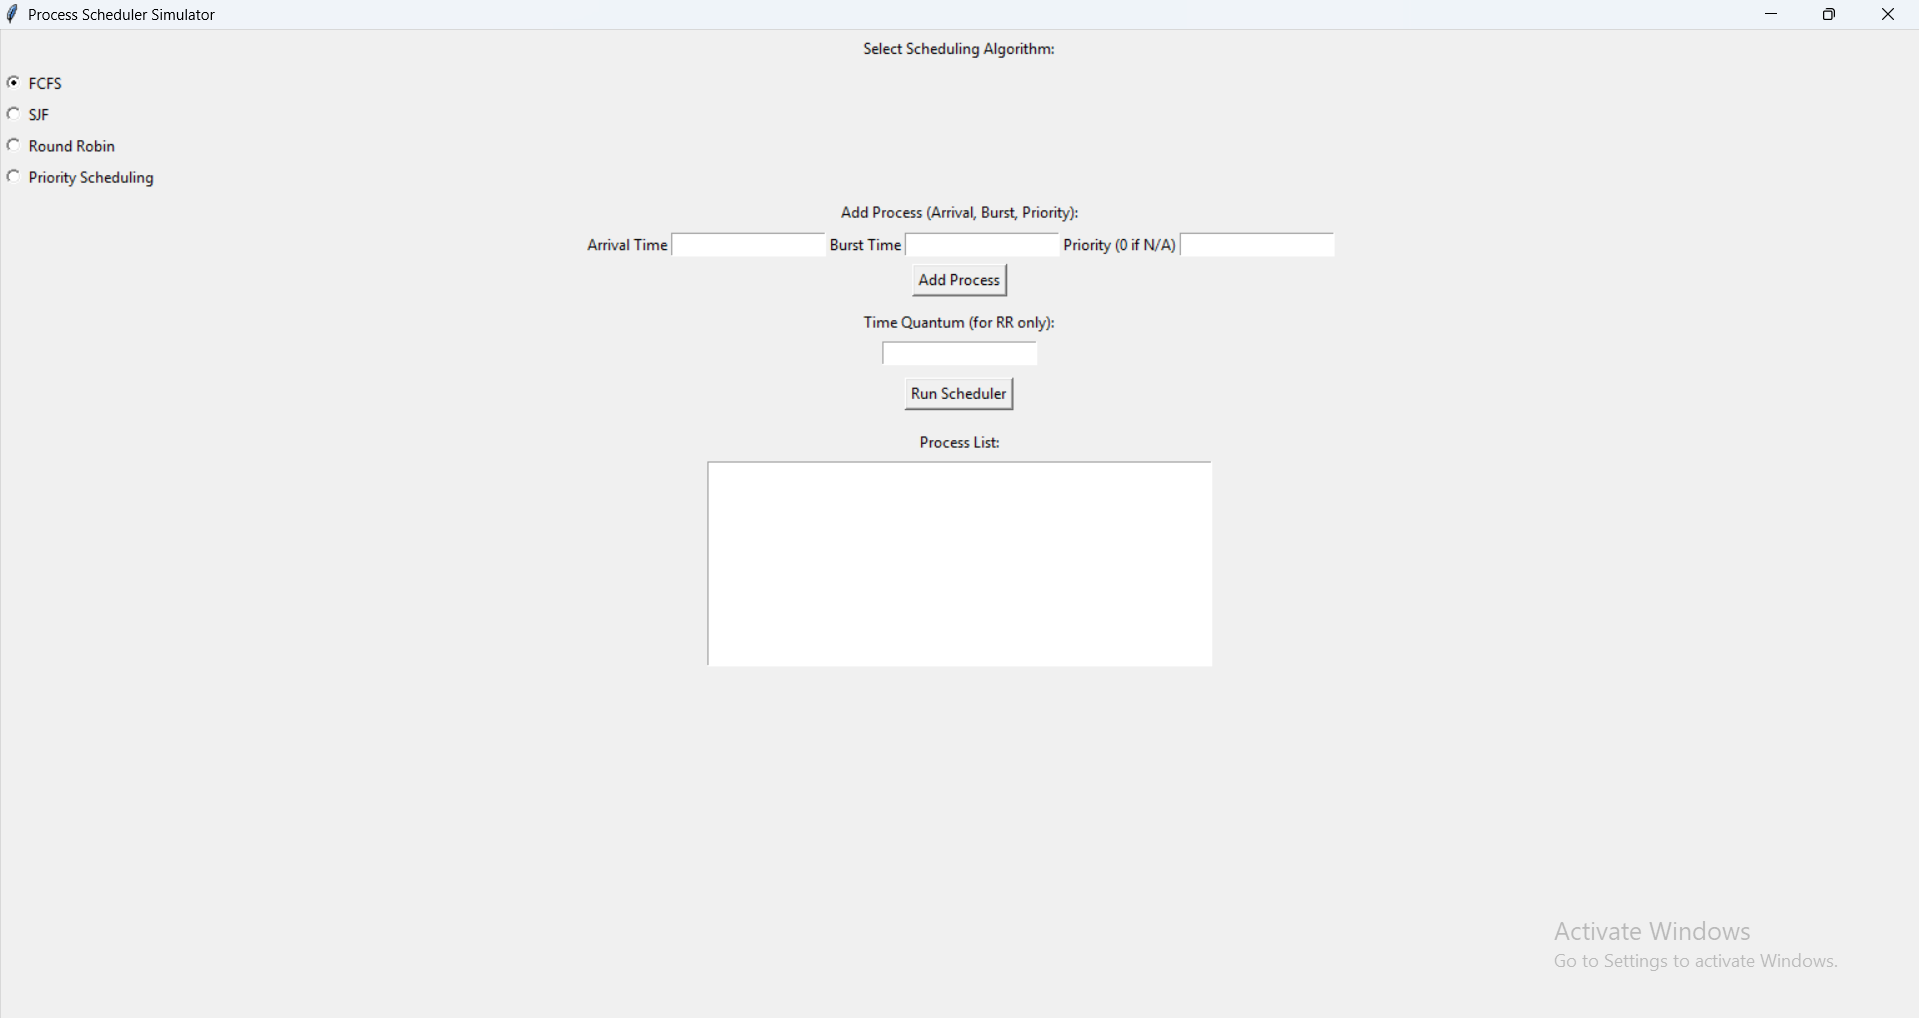 Process Scheduler Simulator
Select Scheduling Algorithm:
FCFS
SJF
Round Robin
Priority Scheduling
Add Process (Arrival, Burst, Priority):
Arrival Time Burst Time Priority (0 if N/A)
Add Process
Time Quantum (for RR only):
Run Scheduler
Process List:
Activate Windows
Go to Settings to activate Windows.